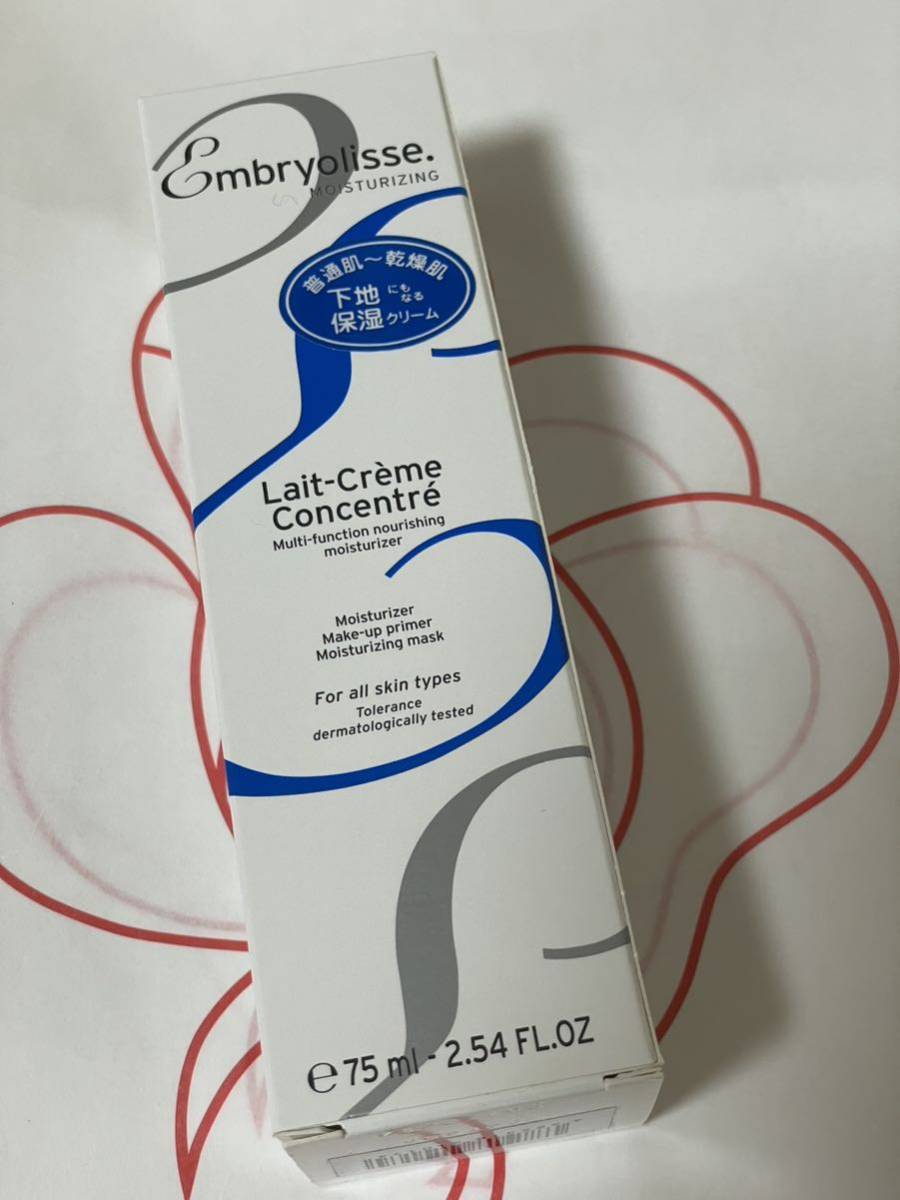 Embryolisse.
MOISTURIZING
普通肌～乾燥肌
下地にもなる
保湿クリーム
Lait-Crème
Concentré
Multi-function nourishing
moisturizer
Moisturizer
Make-up primer
Moisturizing mask
For all skin types
Tolerance
dermatologically tested
℮ 75 ml - 2.54 FL.OZ